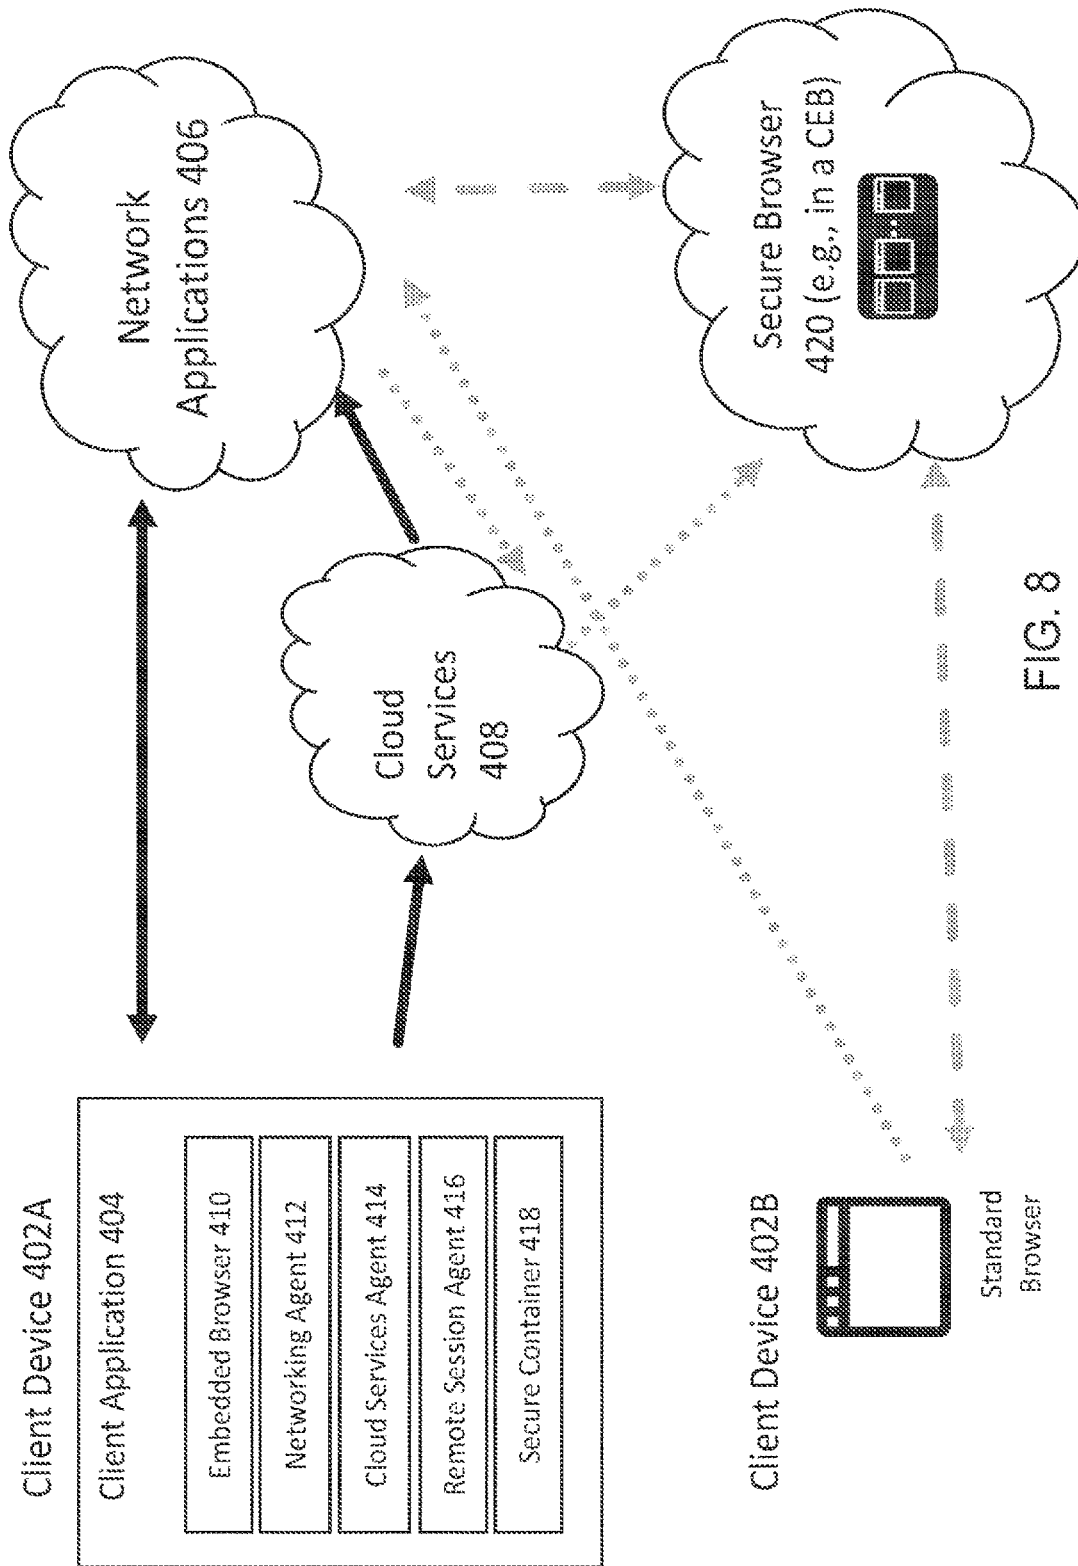 Client Device 402A
Client Application 404
Embedded Browser 410
Networking Agent 412
Cloud Services Agent 414
Remote Session Agent 416
Secure Container 418
Cloud
Services
408
Network
Applications 406
Client Device 402B
Standard
Browser
Secure Browser
420 (e.g., in a CEB)
FIG. 8